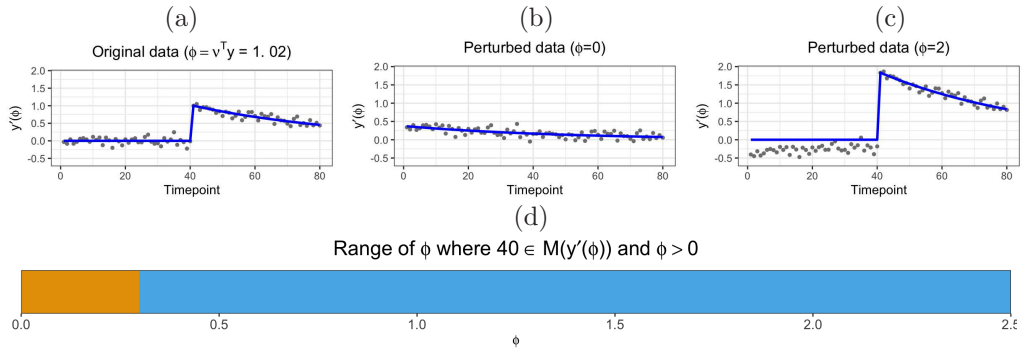 (a)
Original data (ϕ = ν^T y = 1. 02)
y′(ϕ)
2.0
1.5
1.0
0.5
0.0
-0.5
0 20 40 60 80
Timepoint
(b)
Perturbed data (ϕ=0)
y′(ϕ)
2.0
1.5
1.0
0.5
0.0
-0.5
0 20 40 60 80
Timepoint
(c)
Perturbed data (ϕ=2)
y′(ϕ)
2.0
1.5
1.0
0.5
0.0
-0.5
0 20 40 60 80
Timepoint
(d)
Range of ϕ where 40 ∈ M(y′(ϕ)) and ϕ > 0
0.0 0.5 1.0 1.5 2.0 2.5
ϕ